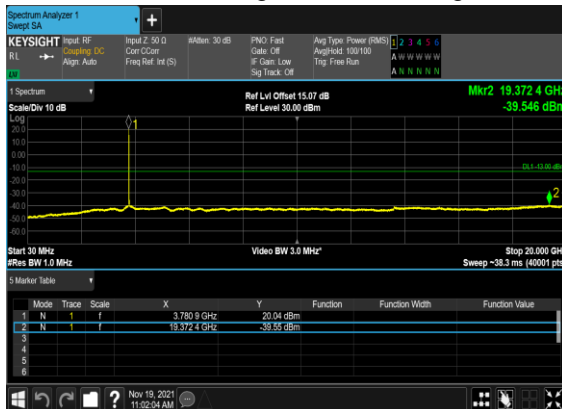 Spectrum Analyzer 1
Swept SA
+
KEYSIGHT Input: RF Input Z: 50 Ω #Atten: 30 dB PNO: Fast Avg Type: Power (RMS) 1 2 3 4 5 6
RL Coupling: DC Corr CCorr Gate: Off Avg|Hold: 100/100 A W W W W W
Align: Auto Freq Ref: Int (S) IF Gain: Low Trig: Free Run
Sig Track: Off A N N N N N
1 Spectrum
Ref Lvl Offset 15.07 dB Mkr2 19.372 4 GHz
Scale/Div 10 dB Ref Level 30.00 dBm -39.546 dBm
Log
20.0
10.0
0.00
-10.0
-20.0
-30.0
-40.0
-50.0
-60.0
1
DL1 -13.00 dBm
2
Start 30 MHz Video BW 3.0 MHz* Stop 20.000 GHz
#Res BW 1.0 MHz Sweep ~38.3 ms (40001 pts)
5 Marker Table
Mode Trace Scale X Y Function Function Width Function Value
1 N 1 f 3.780 9 GHz 20.04 dBm
2 N 1 f 19.372 4 GHz -39.55 dBm
3
4
5
6
? Nov 19, 2021
11:02:04 AM